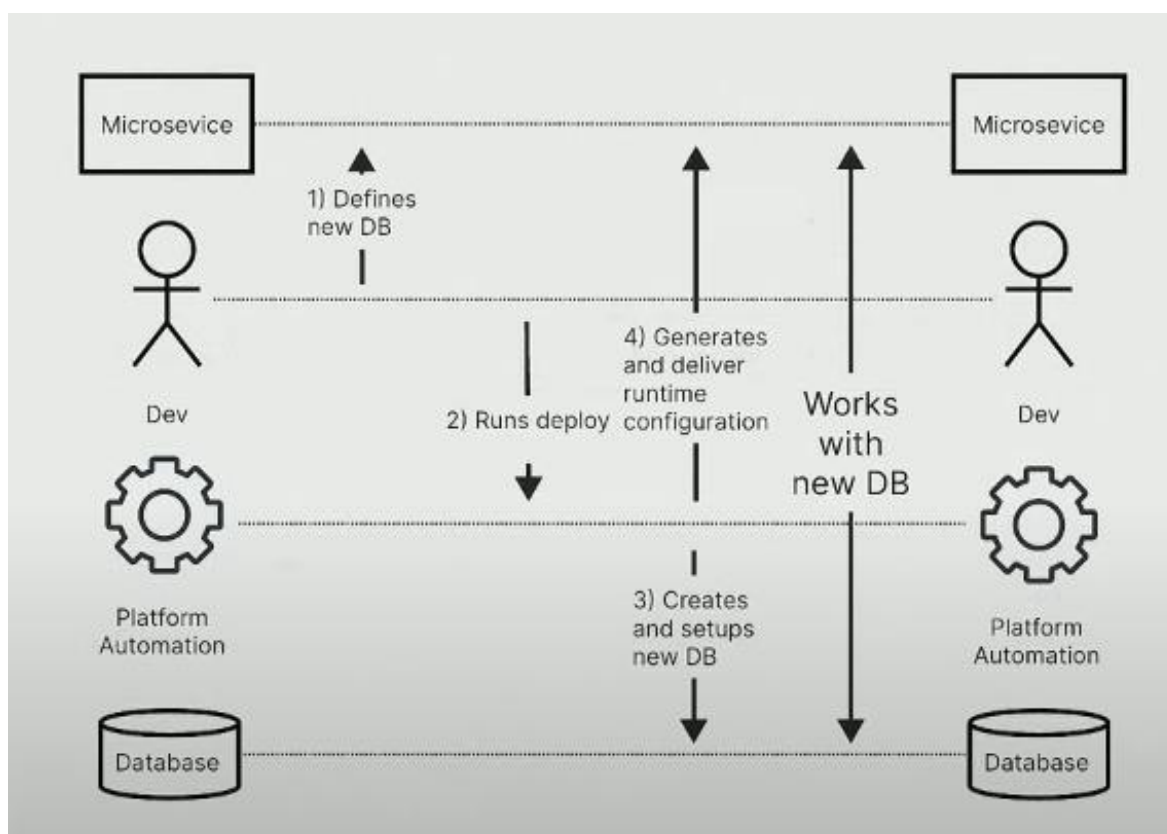 Microsevice
Microsevice
1) Defines
new DB
Dev
Dev
2) Runs deploy
4) Generates
and deliver
runtime
configuration
Works
with
new DB
Platform
Automation
Platform
Automation
3) Creates
and setups
new DB
Database
Database